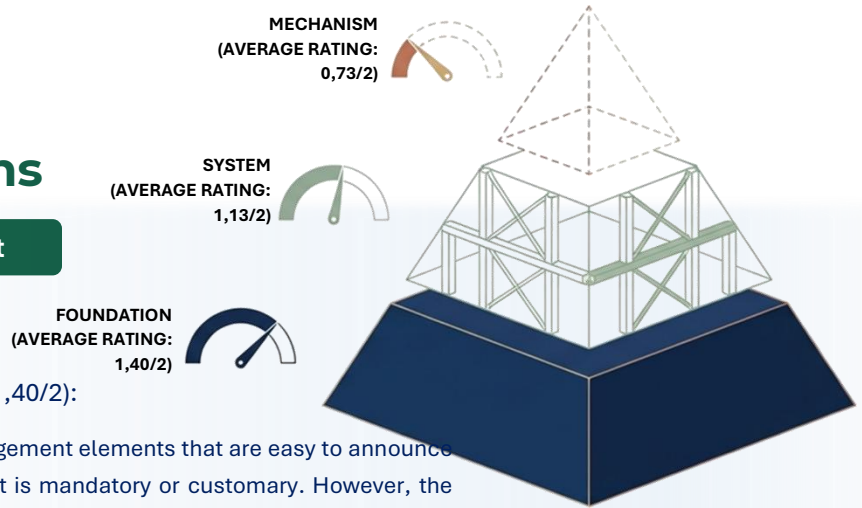 MECHANISM
(AVERAGE RATING:
0,73/2)
ns
SYSTEM
(AVERAGE RATING:
1,13/2)
t
FOUNDATION
(AVERAGE RATING:
1,40/2)
,40/2):
gement elements that are easy to announce
t is mandatory or customary. However, the